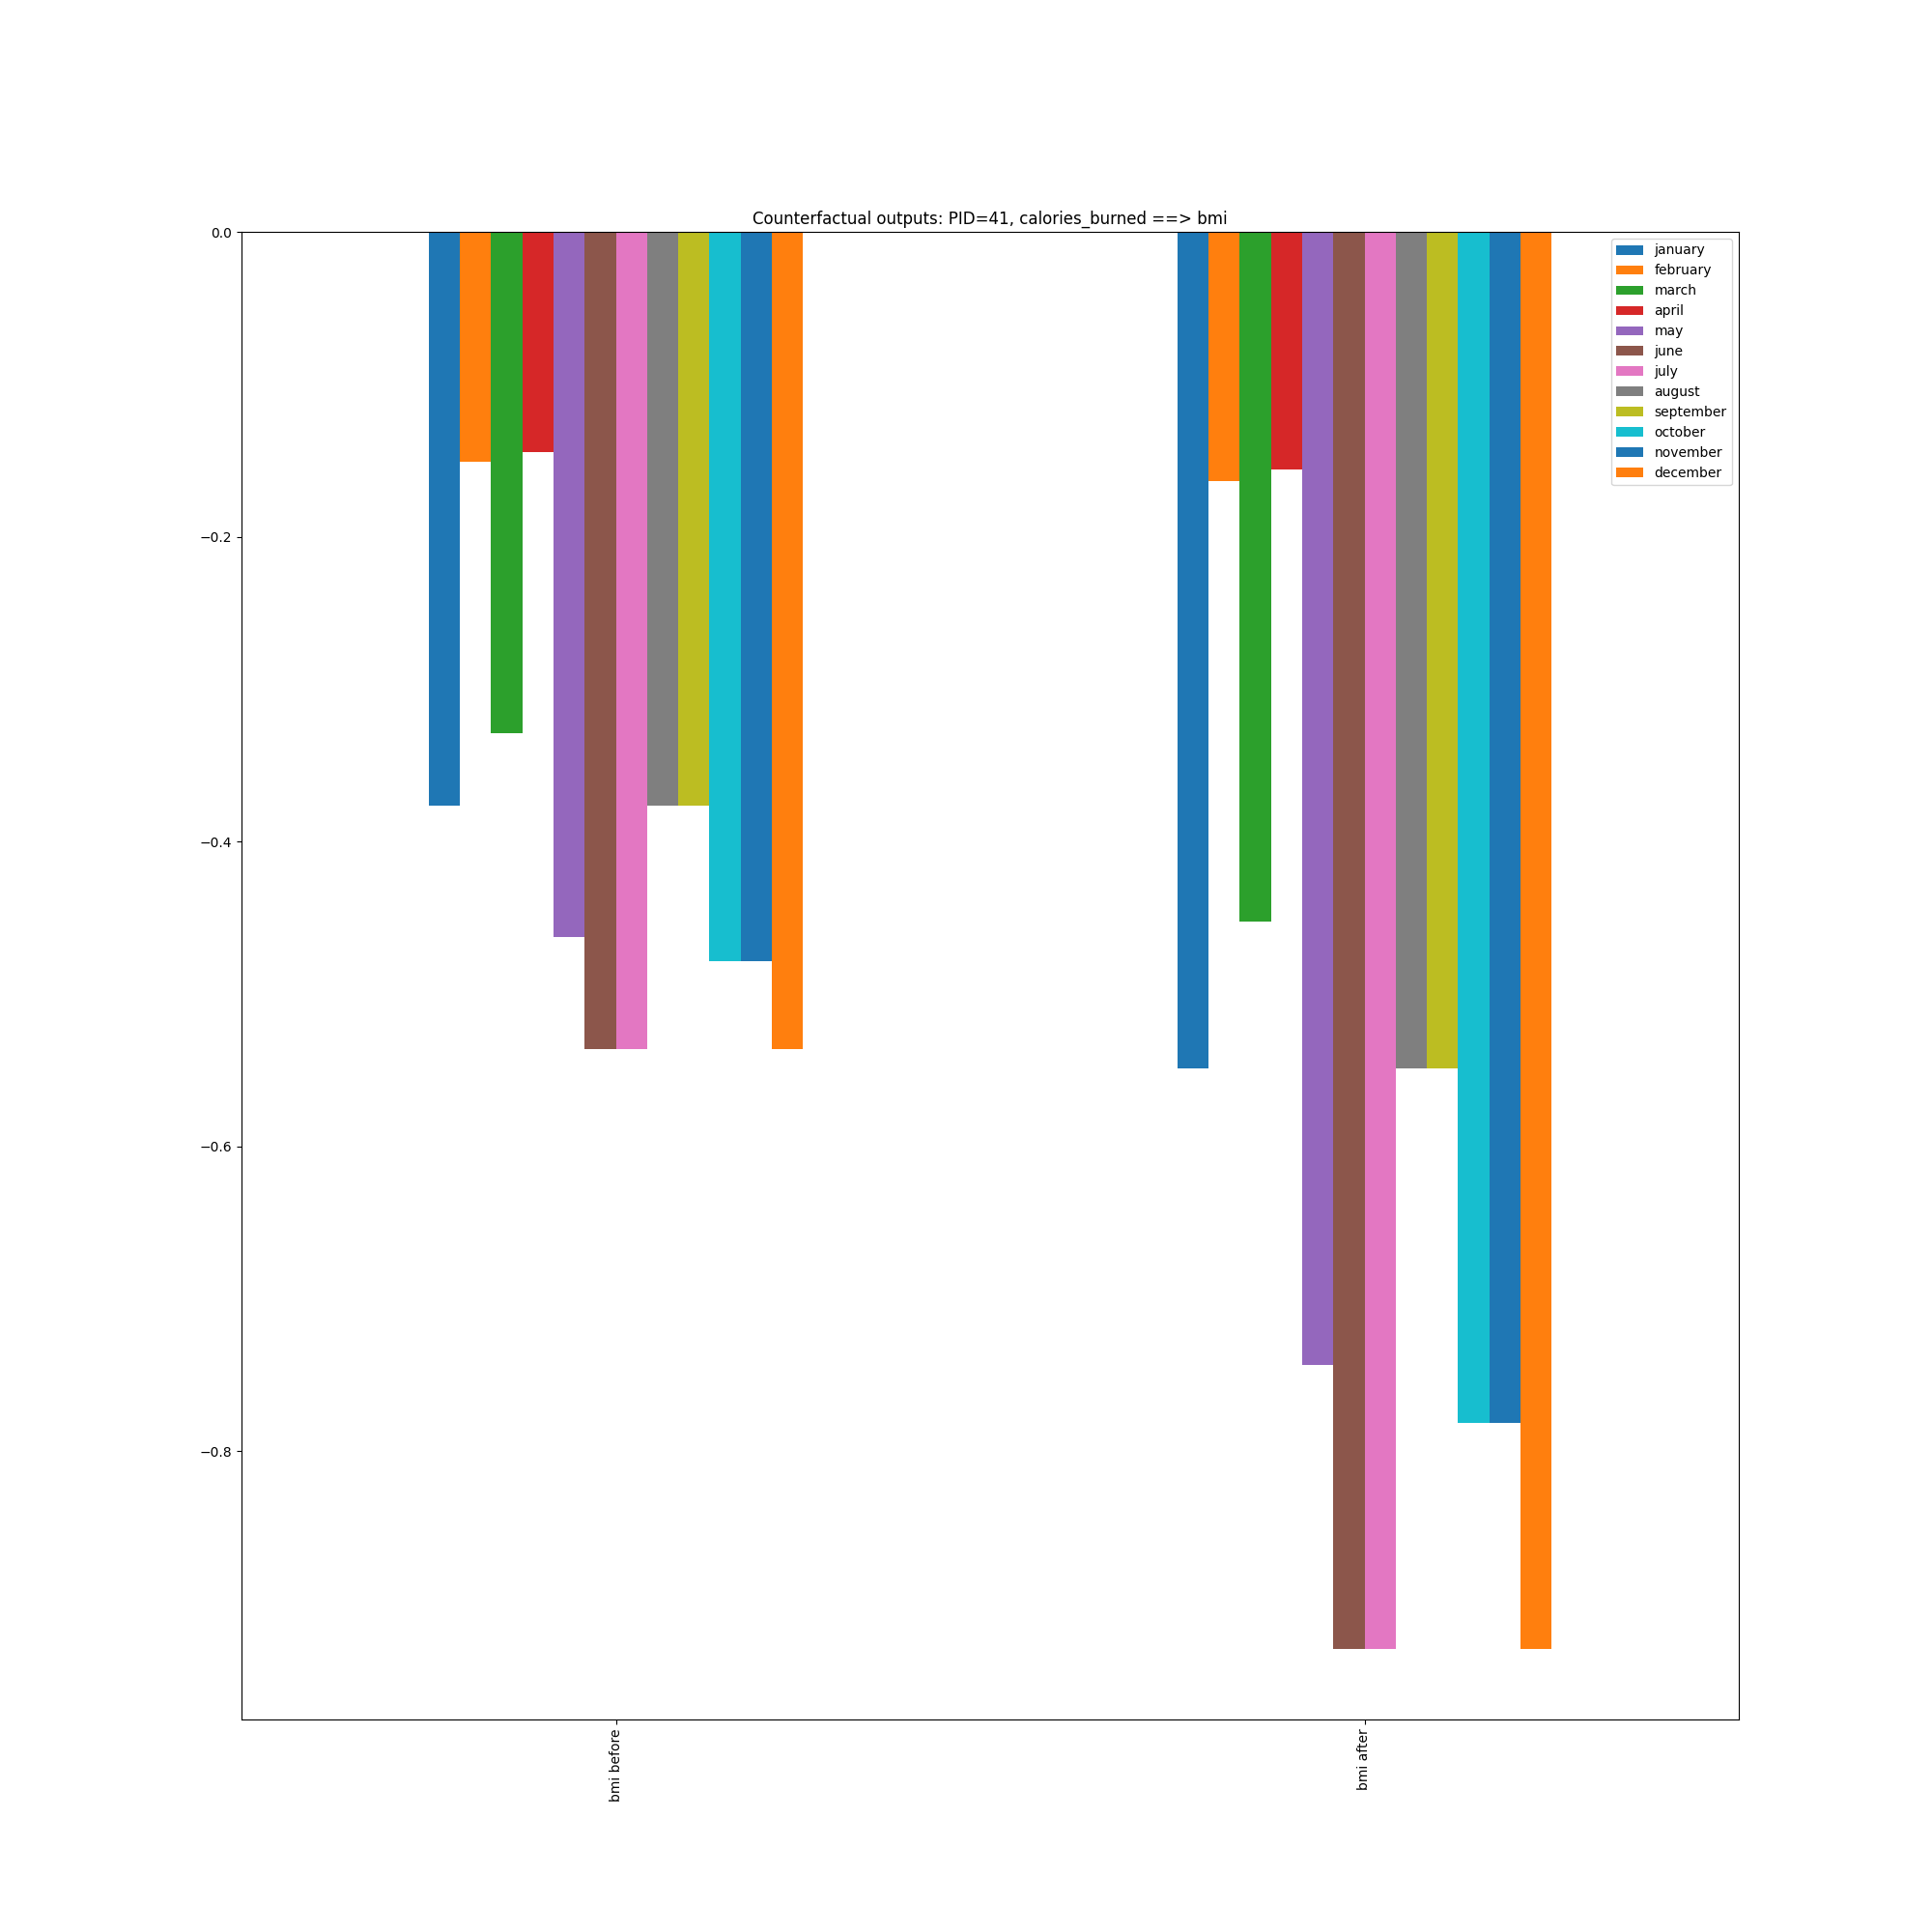 Counterfactual outputs: PID=41, calories_burned ==> bmi
0.0
−0.2
−0.4
−0.6
−0.8
january
february
march
april
may
june
july
august
september
october
november
december
bmi before
bmi after